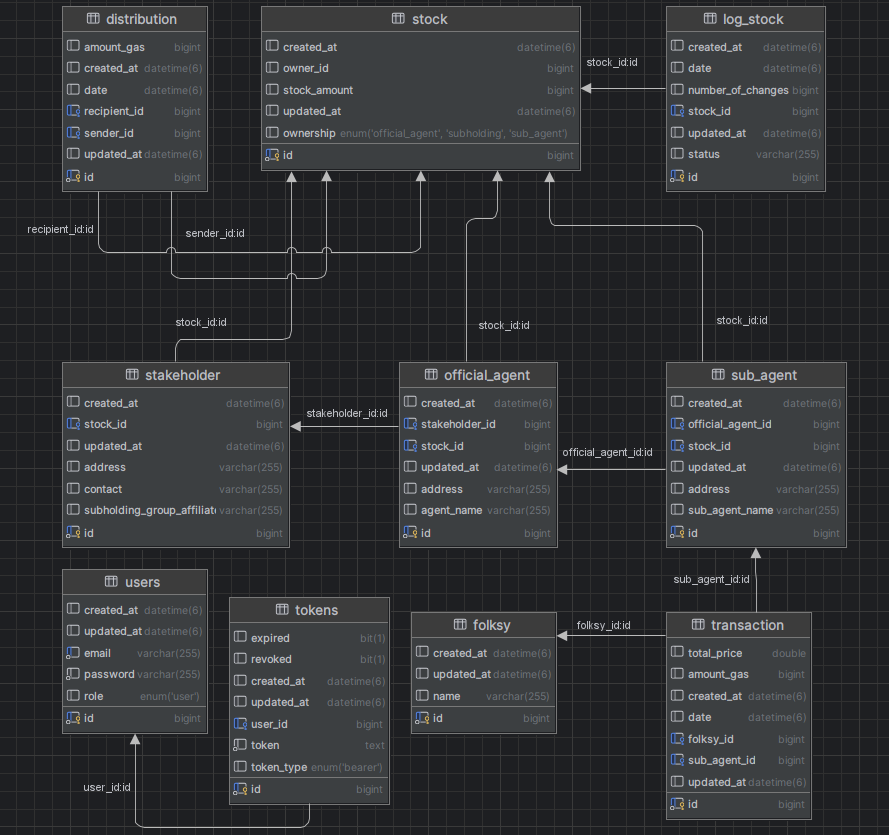 distribution
amount_gas bigint
created_at datetime(6)
date datetime(6)
recipient_id bigint
sender_id bigint
updated_at datetime(6)
id bigint
stock
created_at datetime(6)
owner_id bigint
stock_amount bigint
updated_at datetime(6)
ownership enum('official_agent', 'subholding', 'sub_agent')
id bigint
stock_id:id
log_stock
created_at datetime(6)
date datetime(6)
number_of_changes bigint
stock_id bigint
updated_at datetime(6)
status varchar(255)
id bigint
recipient_id:id
sender_id:id
stock_id:id
stock_id:id
stock_id:id
stakeholder
created_at datetime(6)
stock_id bigint
updated_at datetime(6)
address varchar(255)
contact varchar(255)
subholding_group_affiliat varchar(255)
id bigint
stakeholder_id:id
official_agent
created_at datetime(6)
stakeholder_id bigint
stock_id bigint
updated_at datetime(6)
address varchar(255)
agent_name varchar(255)
id bigint
official_agent_id:id
sub_agent
created_at datetime(6)
official_agent_id bigint
stock_id bigint
updated_at datetime(6)
address varchar(255)
sub_agent_name varchar(255)
id bigint
sub_agent_id:id
users
created_at datetime(6)
updated_at datetime(6)
email varchar(255)
password varchar(255)
role enum('user')
id bigint
user_id:id
tokens
expired bit(1)
revoked bit(1)
created_at datetime(6)
updated_at datetime(6)
user_id bigint
token text
token_type enum('bearer')
id bigint
folksy
created_at datetime(6)
updated_at datetime(6)
name varchar(255)
id bigint
folksy_id:id
transaction
total_price double
amount_gas bigint
created_at datetime(6)
date datetime(6)
folksy_id bigint
sub_agent_id bigint
updated_at datetime(6)
id bigint